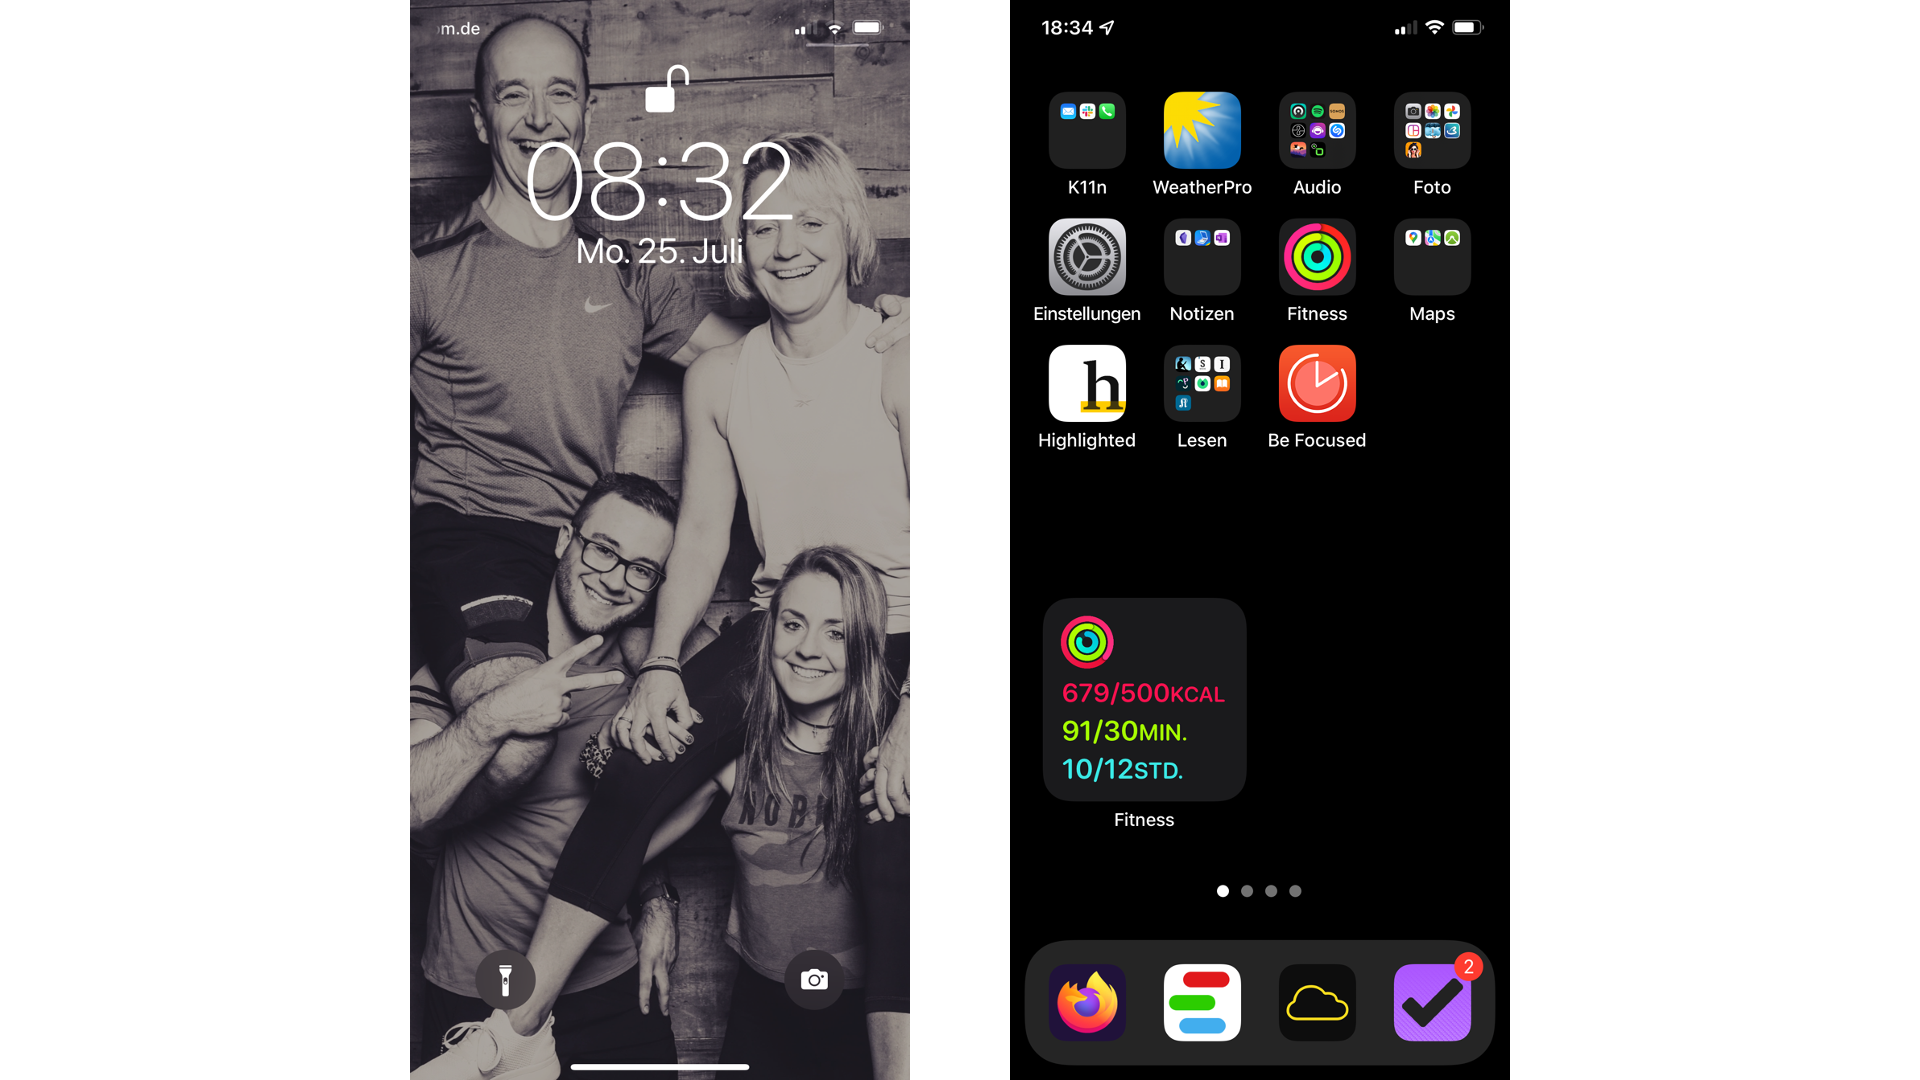 m.de
08:32
Mo. 25. Juli
NOR
18:34
K11n
WeatherPro
Audio
Foto
Einstellungen
Notizen
Fitness
Maps
Highlighted
Lesen
Be Focused
h
679/500KCAL
91/30MIN.
10/12STD.
Fitness
2